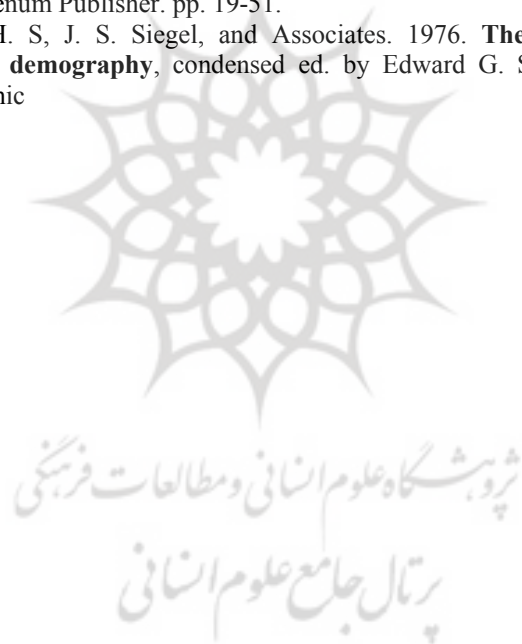 enum Publisher. pp. 19-51.
H. S, J. S. Siegel, and Associates. 1976. The
demography, condensed ed. by Edward G. S
nic
پژوهشگاه علوم انسانی و مطالعات فرهنگی
پرتال جامع علوم انسانی